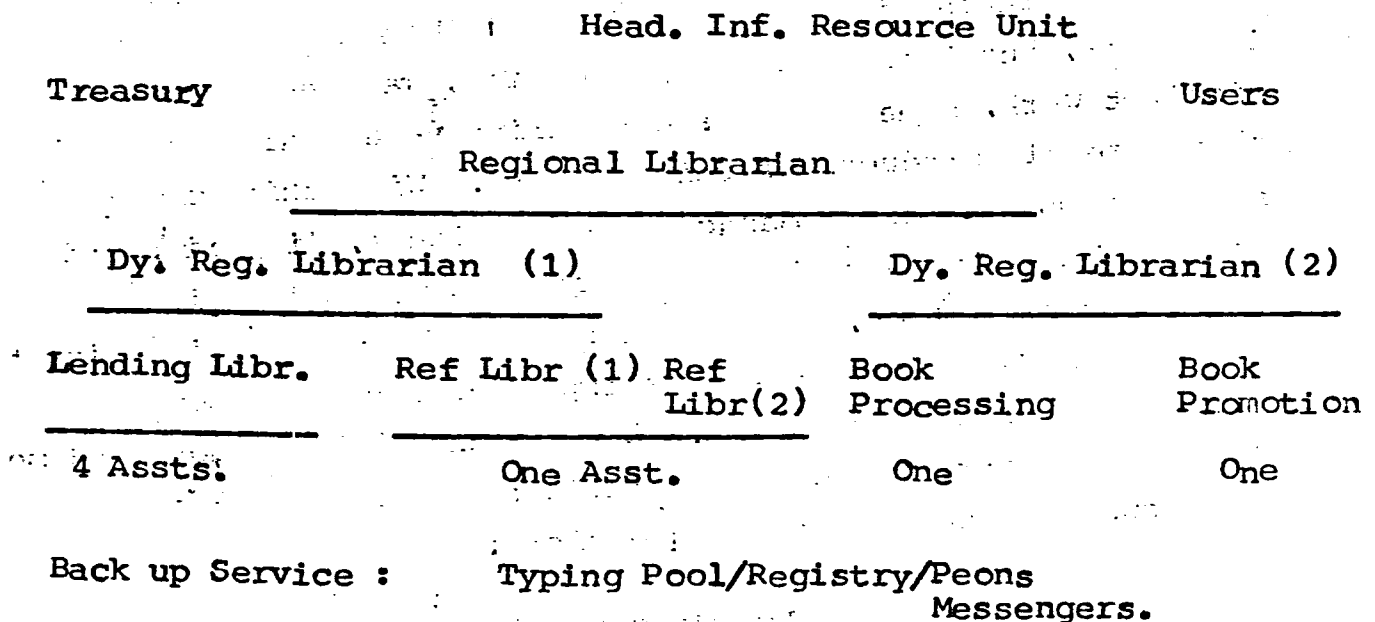 Head. Inf. Resource Unit
Treasury Users
Regional Librarian
Dy. Reg. Librarian (1) Dy. Reg. Librarian (2)
Lending Libr. Ref Libr (1) Ref Book Book
Libr(2) Processing Promotion
4 Assts. One Asst. One One
Back up Service : Typing Pool/Registry/Peons
Messengers.